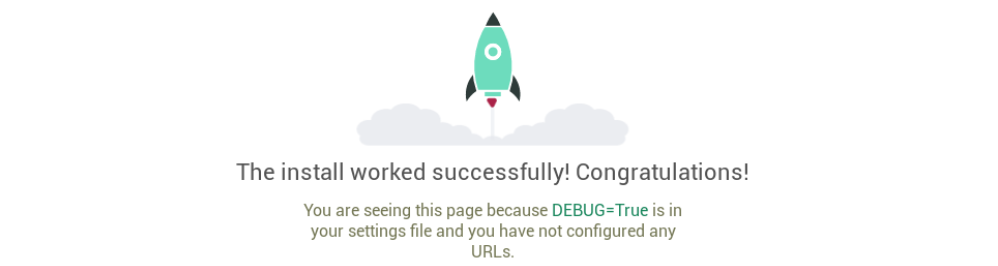 The install worked successfully! Congratulations!
You are seeing this page because DEBUG=True is in
your settings file and you have not configured any
URLs.